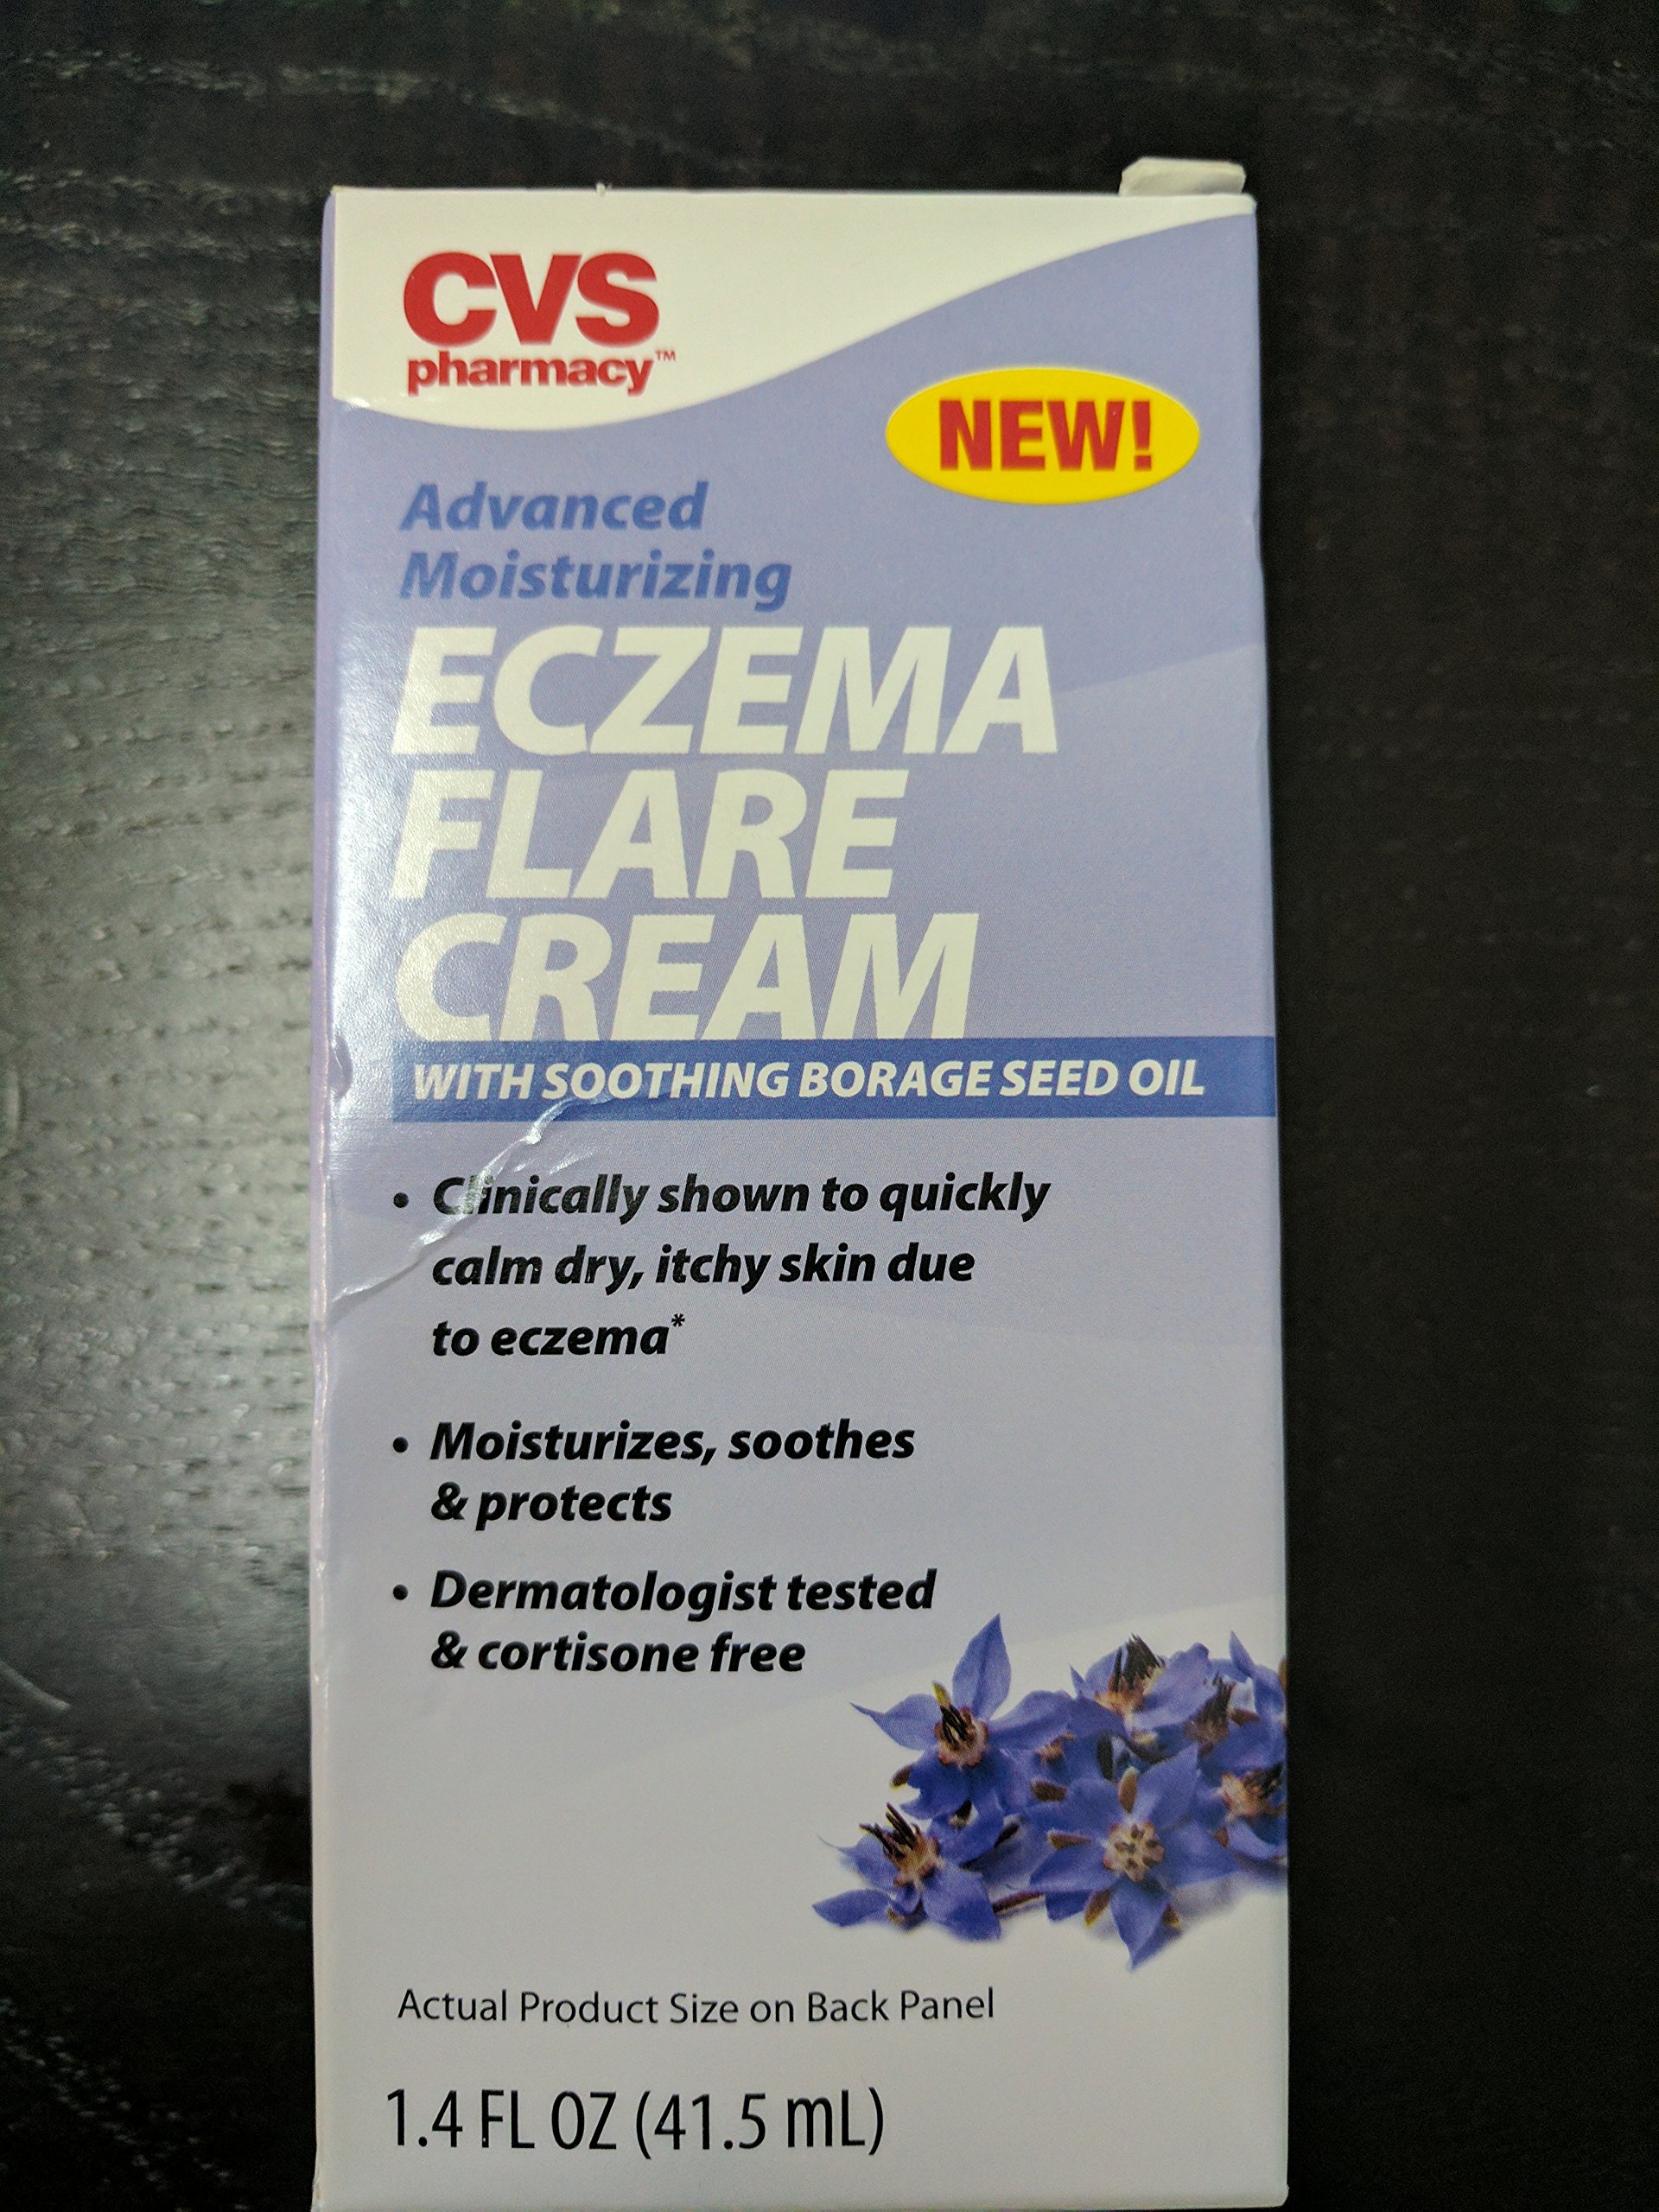 CVS
pharmacy™
NEW!
Advanced
Moisturizing
ECZEMA
FLARE
CREAM
WITH SOOTHING BORAGE SEED OIL
• Clinically shown to quickly
calm dry, itchy skin due
to eczema*
• Moisturizes, soothes
& protects
• Dermatologist tested
& cortisone free
Actual Product Size on Back Panel
1.4 FL OZ (41.5 mL)